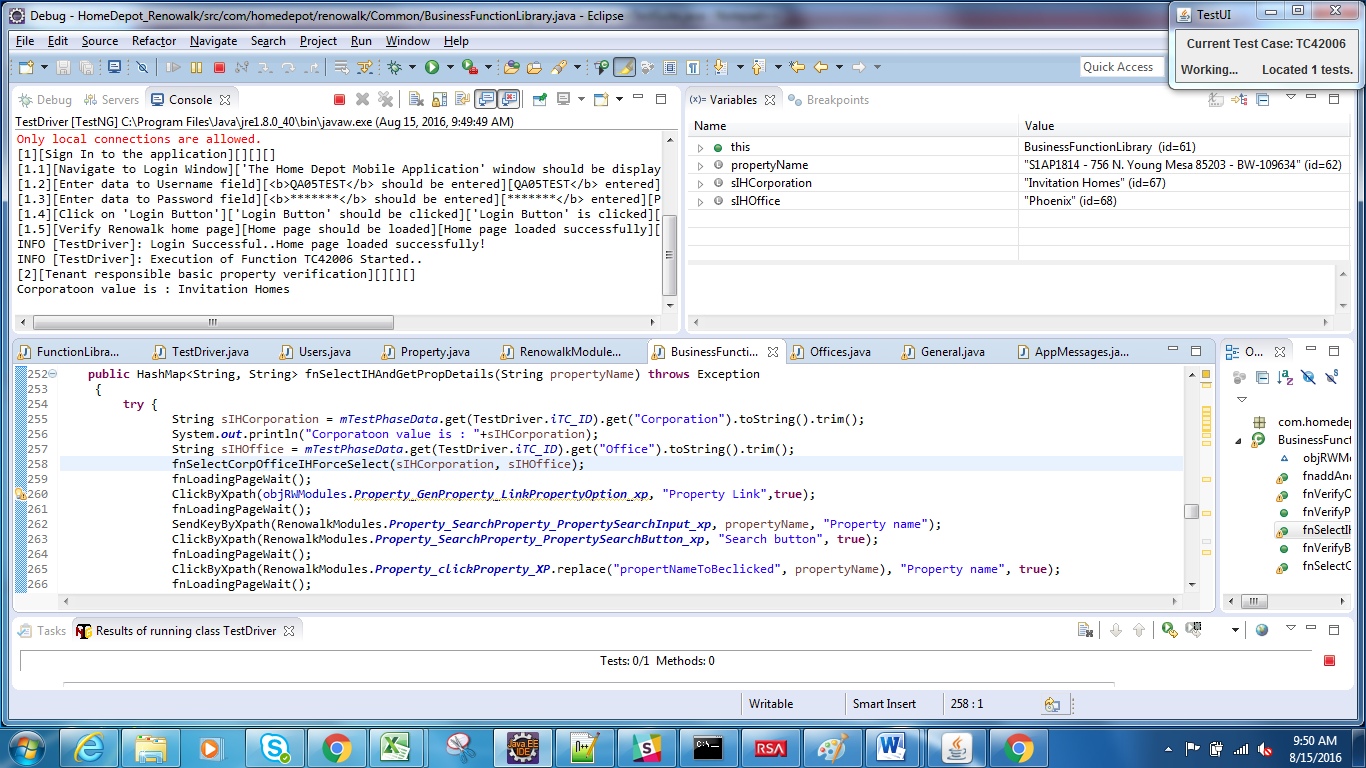 Debug - HomeDepot_Renowalk/src/com/homedepot/renowalk/Common/BusinessFunctionLibrary.java - Eclipse
TestUI
Current Test Case: TC42006
Working... Located 1 tests.
File Edit Source Refactor Navigate Search Project Run Window Help
Quick Access
Debug Servers Console
TestDriver [TestNG] C:\Program Files\Java\jre1.8.0_40\bin\javaw.exe (Aug 15, 2016, 9:49:49 AM)
Only local connections are allowed.
[1][Sign In to the application][][][]
[1.1][Navigate to Login Window]['The Home Depot Mobile Application' window should be display
[1.2][Enter data to Username field][<b>QA05TEST</b> should be entered][QA05TEST</b> entered]
[1.3][Enter data to Password field][<b>*******</b> should be entered][*******</b> entered][P
[1.4][Click on 'Login Button']['Login Button' should be clicked]['Login Button' is clicked][
[1.5][Verify Renowalk home page][Home page should be loaded][Home page loaded successfully][
INFO [TestDriver]: Login Successful..Home page loaded successfully!
INFO [TestDriver]: Execution of Function TC42006 Started..
[2][Tenant responsible basic property verification][][][]
Corporatoon value is : Invitation Homes
(x)= Variables Breakpoints
Name Value
this BusinessFunctionLibrary (id=61)
propertyName "S1AP1814 - 756 N. Young Mesa 85203 - BW-109634" (id=62)
sIHCorporation "Invitation Homes" (id=67)
sIHOffice "Phoenix" (id=68)
FunctionLibra... TestDriver.java Users.java Property.java RenowalkModule... BusinessFuncti... Offices.java General.java AppMessages.ja...
252 public HashMap<String, String> fnSelectIHAndGetPropDetails(String propertyName) throws Exception
253 {
254 try {
255 String sIHCorporation = mTestPhaseData.get(TestDriver.iTC_ID).get("Corporation").toString().trim();
256 System.out.println("Corporatoon value is : "+sIHCorporation);
257 String sIHOffice = mTestPhaseData.get(TestDriver.iTC_ID).get("Office").toString().trim();
258 fnSelectCorpOfficeIHForceSelect(sIHCorporation, sIHOffice);
259 fnLoadingPageWait();
260 ClickByXpath(objRWModules.Property_GenProperty_LinkPropertyOption_xp, "Property Link",true);
261 fnLoadingPageWait();
262 SendKeyByXpath(RenowalkModules.Property_SearchProperty_PropertySearchInput_xp, propertyName, "Property name");
263 ClickByXpath(RenowalkModules.Property_SearchProperty_PropertySearchButton_xp, "Search button", true);
264 fnLoadingPageWait();
265 ClickByXpath(RenowalkModules.Property_clickProperty_XP.replace("propertNameToBeclicked", propertyName), "Property name", true);
266 fnLoadingPageWait();
O...
com.homedep
BusinessFunct
objRWMo
fnaddAn
fnVerifyO
fnVerifyP
fnSelectIH
fnVerifyB
fnSelectC
Tasks Results of running class TestDriver
Tests: 0/1 Methods: 0
Writable Smart Insert 258 : 1
Java EE
IDE
RSA
9:50 AM
8/15/2016